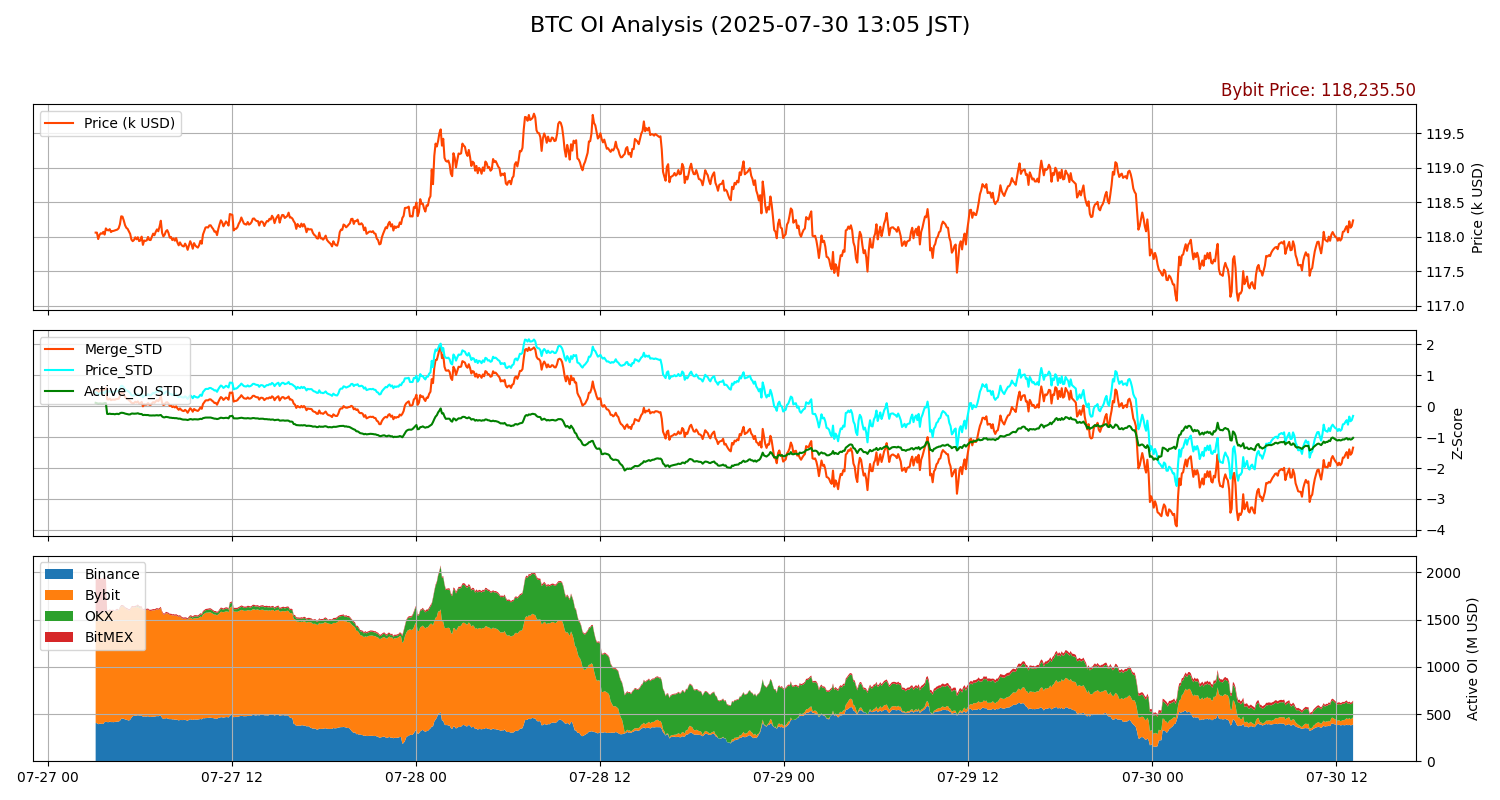 BTC OI Analysis (2025-07-30 13:05 JST)
Bybit Price: 118,235.50
Price (k USD)
119.5
119.0
118.5
118.0
117.5
117.0
Price (k USD)
Merge_STD
Price_STD
Active_OI_STD
2
1
0
−1
−2
−3
−4
Z-Score
Binance
Bybit
OKX
BitMEX
2000
1500
1000
500
0
Active OI (M USD)
07-27 00
07-27 12
07-28 00
07-28 12
07-29 00
07-29 12
07-30 00
07-30 12